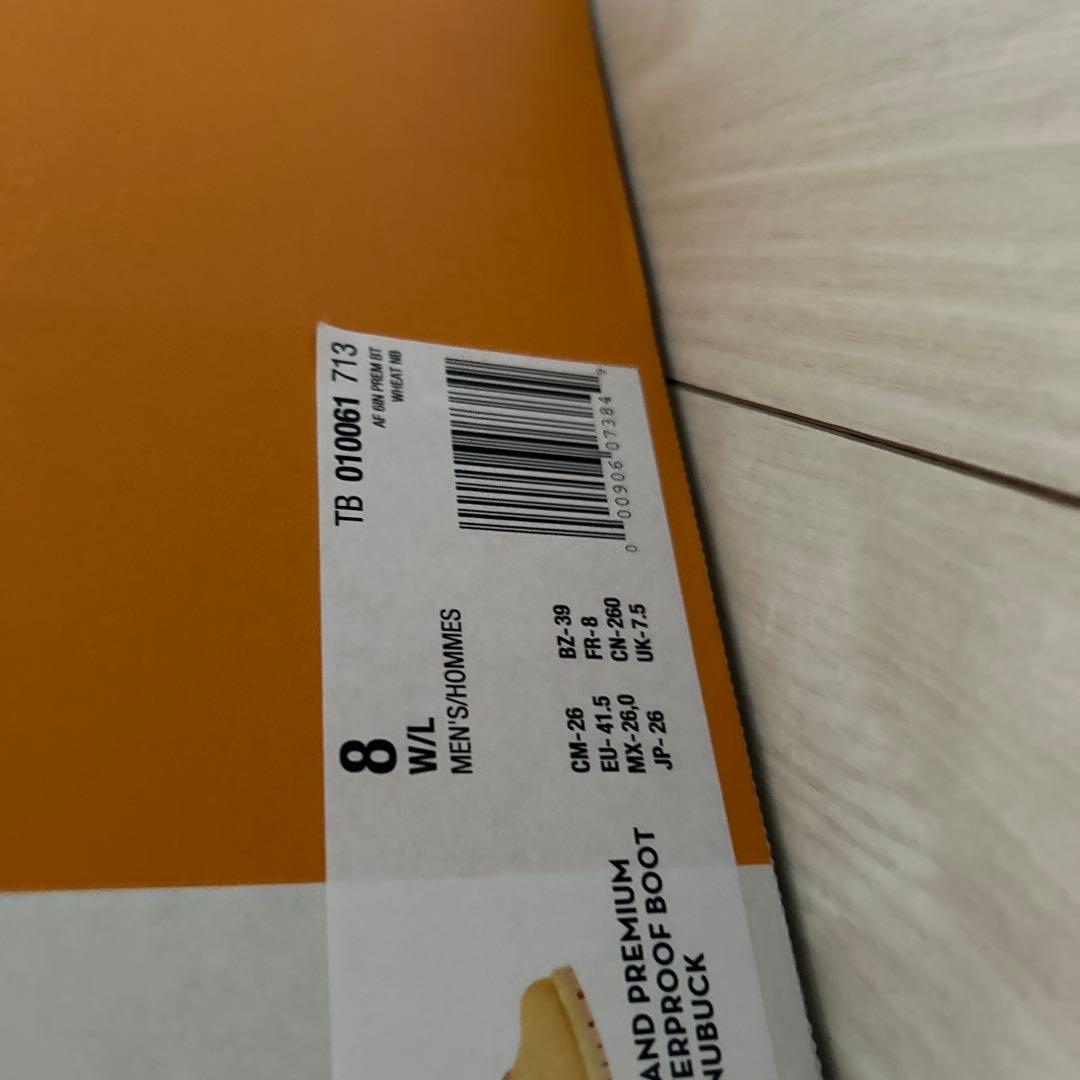 TB 010061 713
AF 6IN PREM BT
WHEAT NB
0 00906 07384 9
8
W/L
MEN'S/HOMMES
CM-26 BZ-39
EU-41.5 FR-8
MX-26,0 CN-260
JP-26 UK-7.5
AND PREMIUM
ERPROOF BOOT
NUBUCK